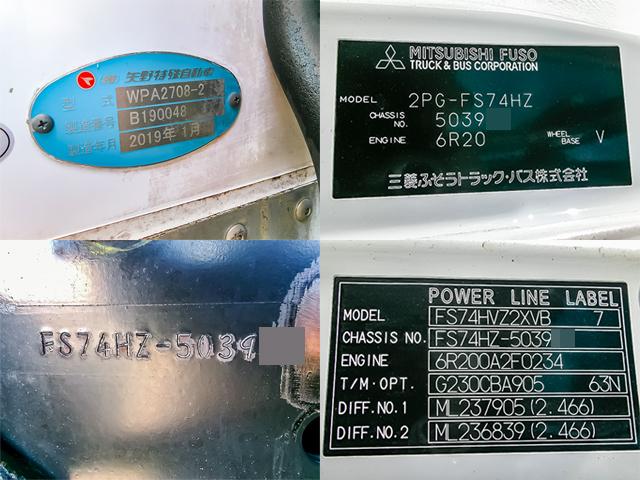 (株) 矢野特殊自動車
型式 WPA2708-2
製造番号 B190048
製造年月 2019年1月
MITSUBISHI FUSO
TRUCK & BUS CORPORATION
MODEL 2PG-FS74HZ
CHASSIS NO. 5039
ENGINE 6R20 WHEEL BASE V
三菱ふそうトラック・バス株式会社
FS74HZ-5039
POWER LINE LABEL
MODEL FS74HVZ2XVB 7
CHASSIS NO. FS74HZ-5039
ENGINE 6R200A2F0234
T/M·OPT. G230CBA905 63N
DIFF.NO.1 ML237905(2.466)
DIFF.NO.2 ML236839(2.466)